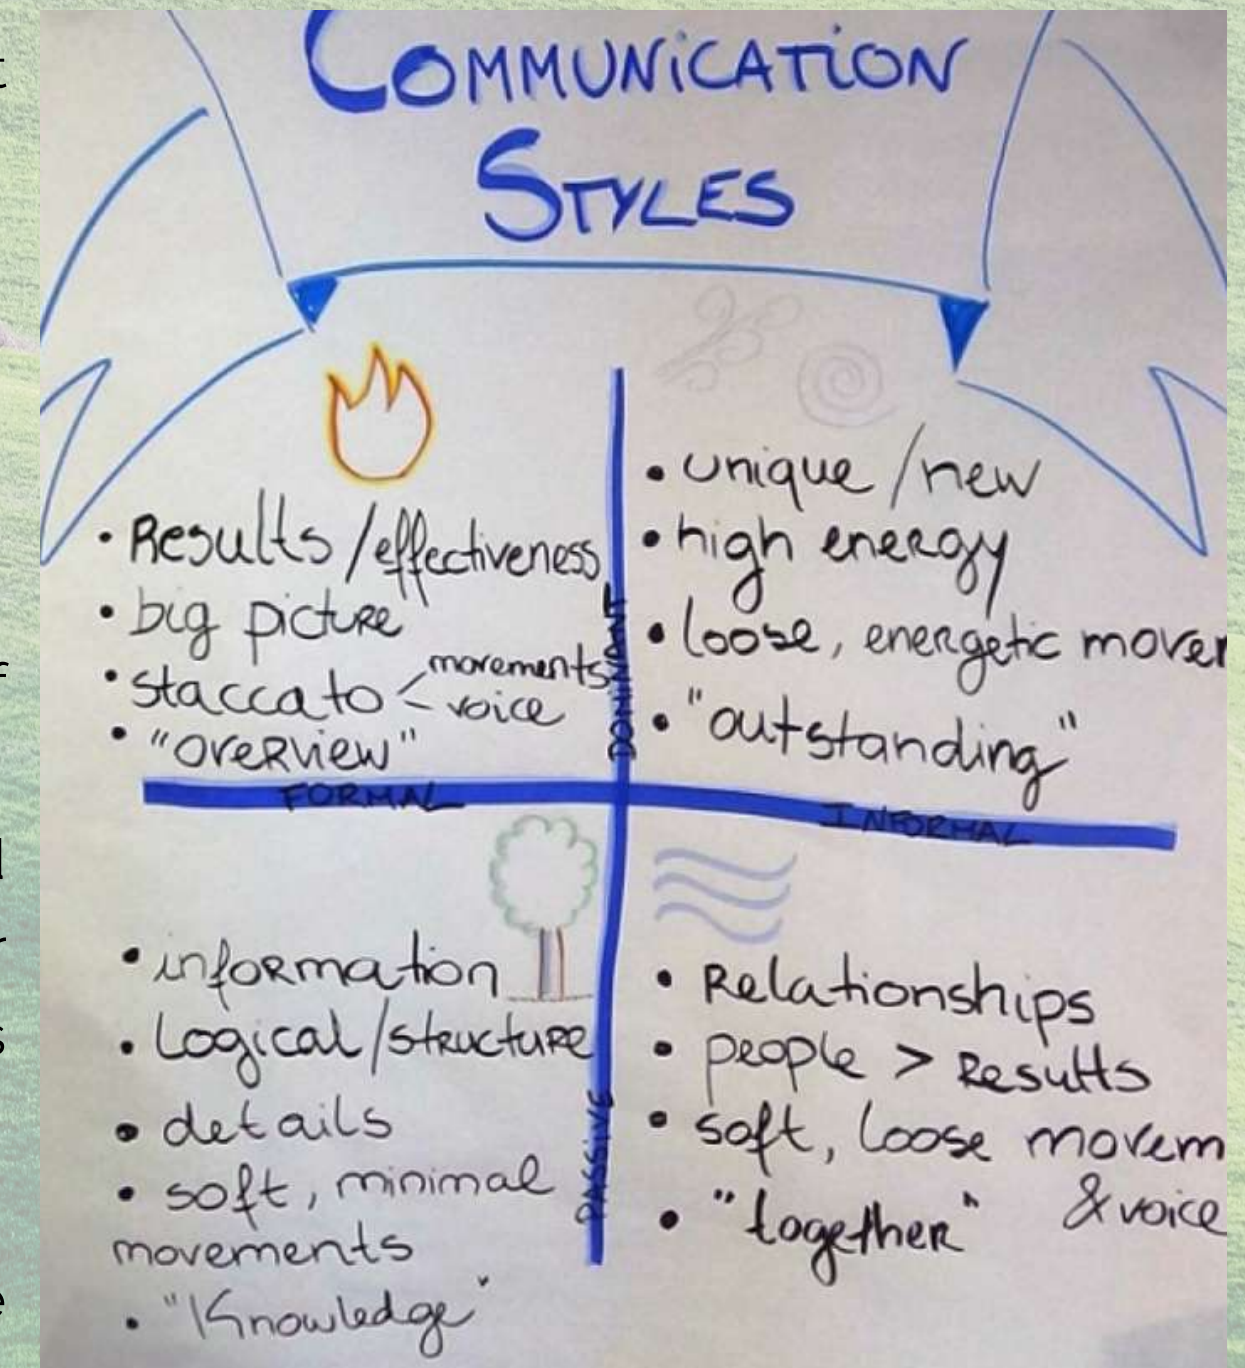 COMMUNICATION
STYLES
• Results/effectiveness
• big picture
• staccato < movements
voice
• "overview"
• unique/new
• high energy
• loose, energetic mover
• "outstanding"
DOMINANT
FORMAL
INFORMAL
• information
• Logical/structure
• details
• soft, minimal
movements
• "Knowledge"
• Relationships
• people > Results
• soft, loose movem
& voice
• "together"
PASSIVE